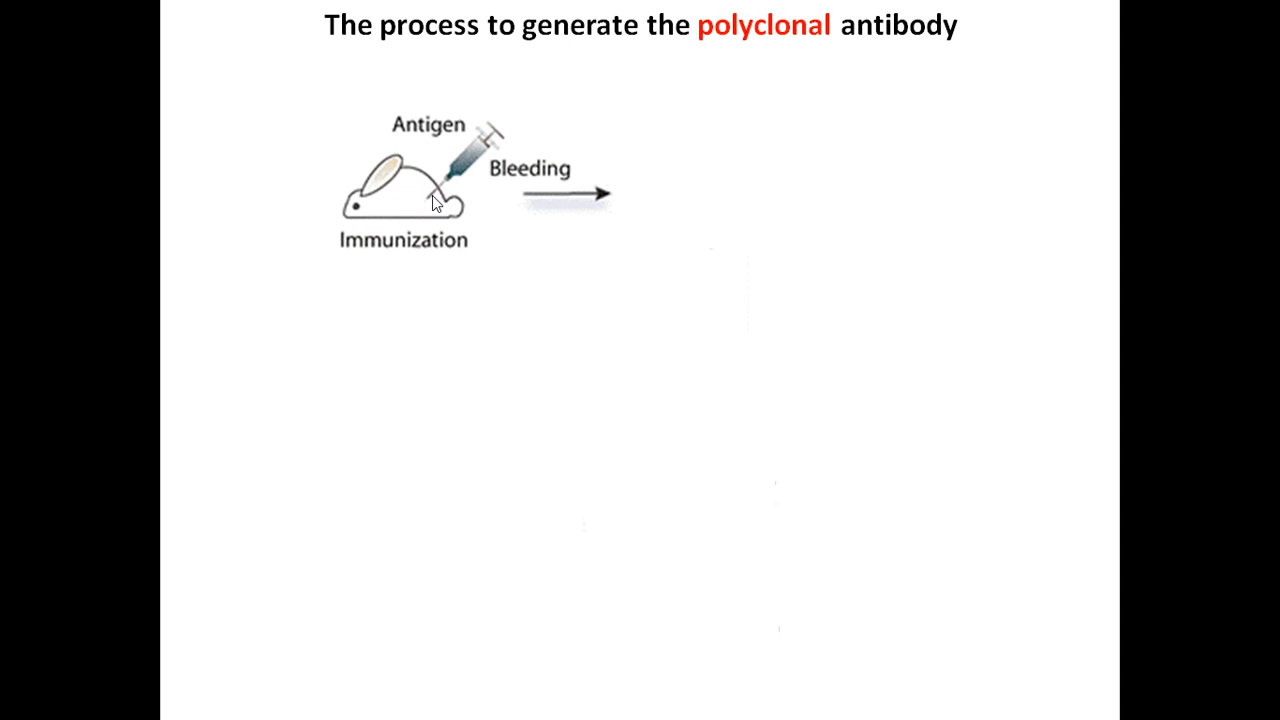 The process to generate the polyclonal antibody
Antigen
Bleeding
Immunization